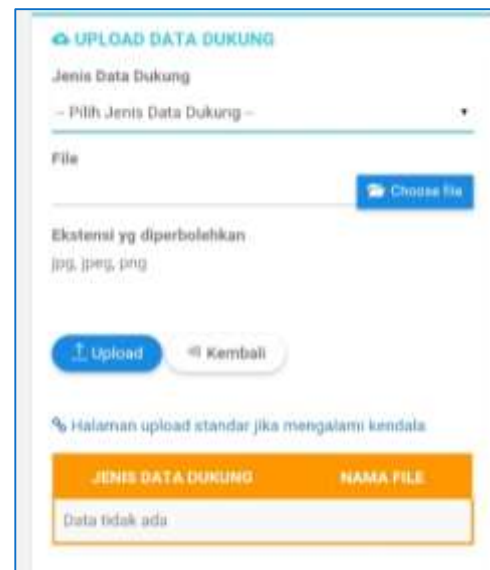 UPLOAD DATA DUKUNG
Jenis Data Dukung
-- Pilih Jenis Data Dukung --
File
Choose file
Ekstensi yg diperbolehkan
jpg, jpeg, png
Upload Kembali
Halaman upload standar jika mengalami kendala
JENIS DATA DUKUNG NAMA FILE
Data tidak ada